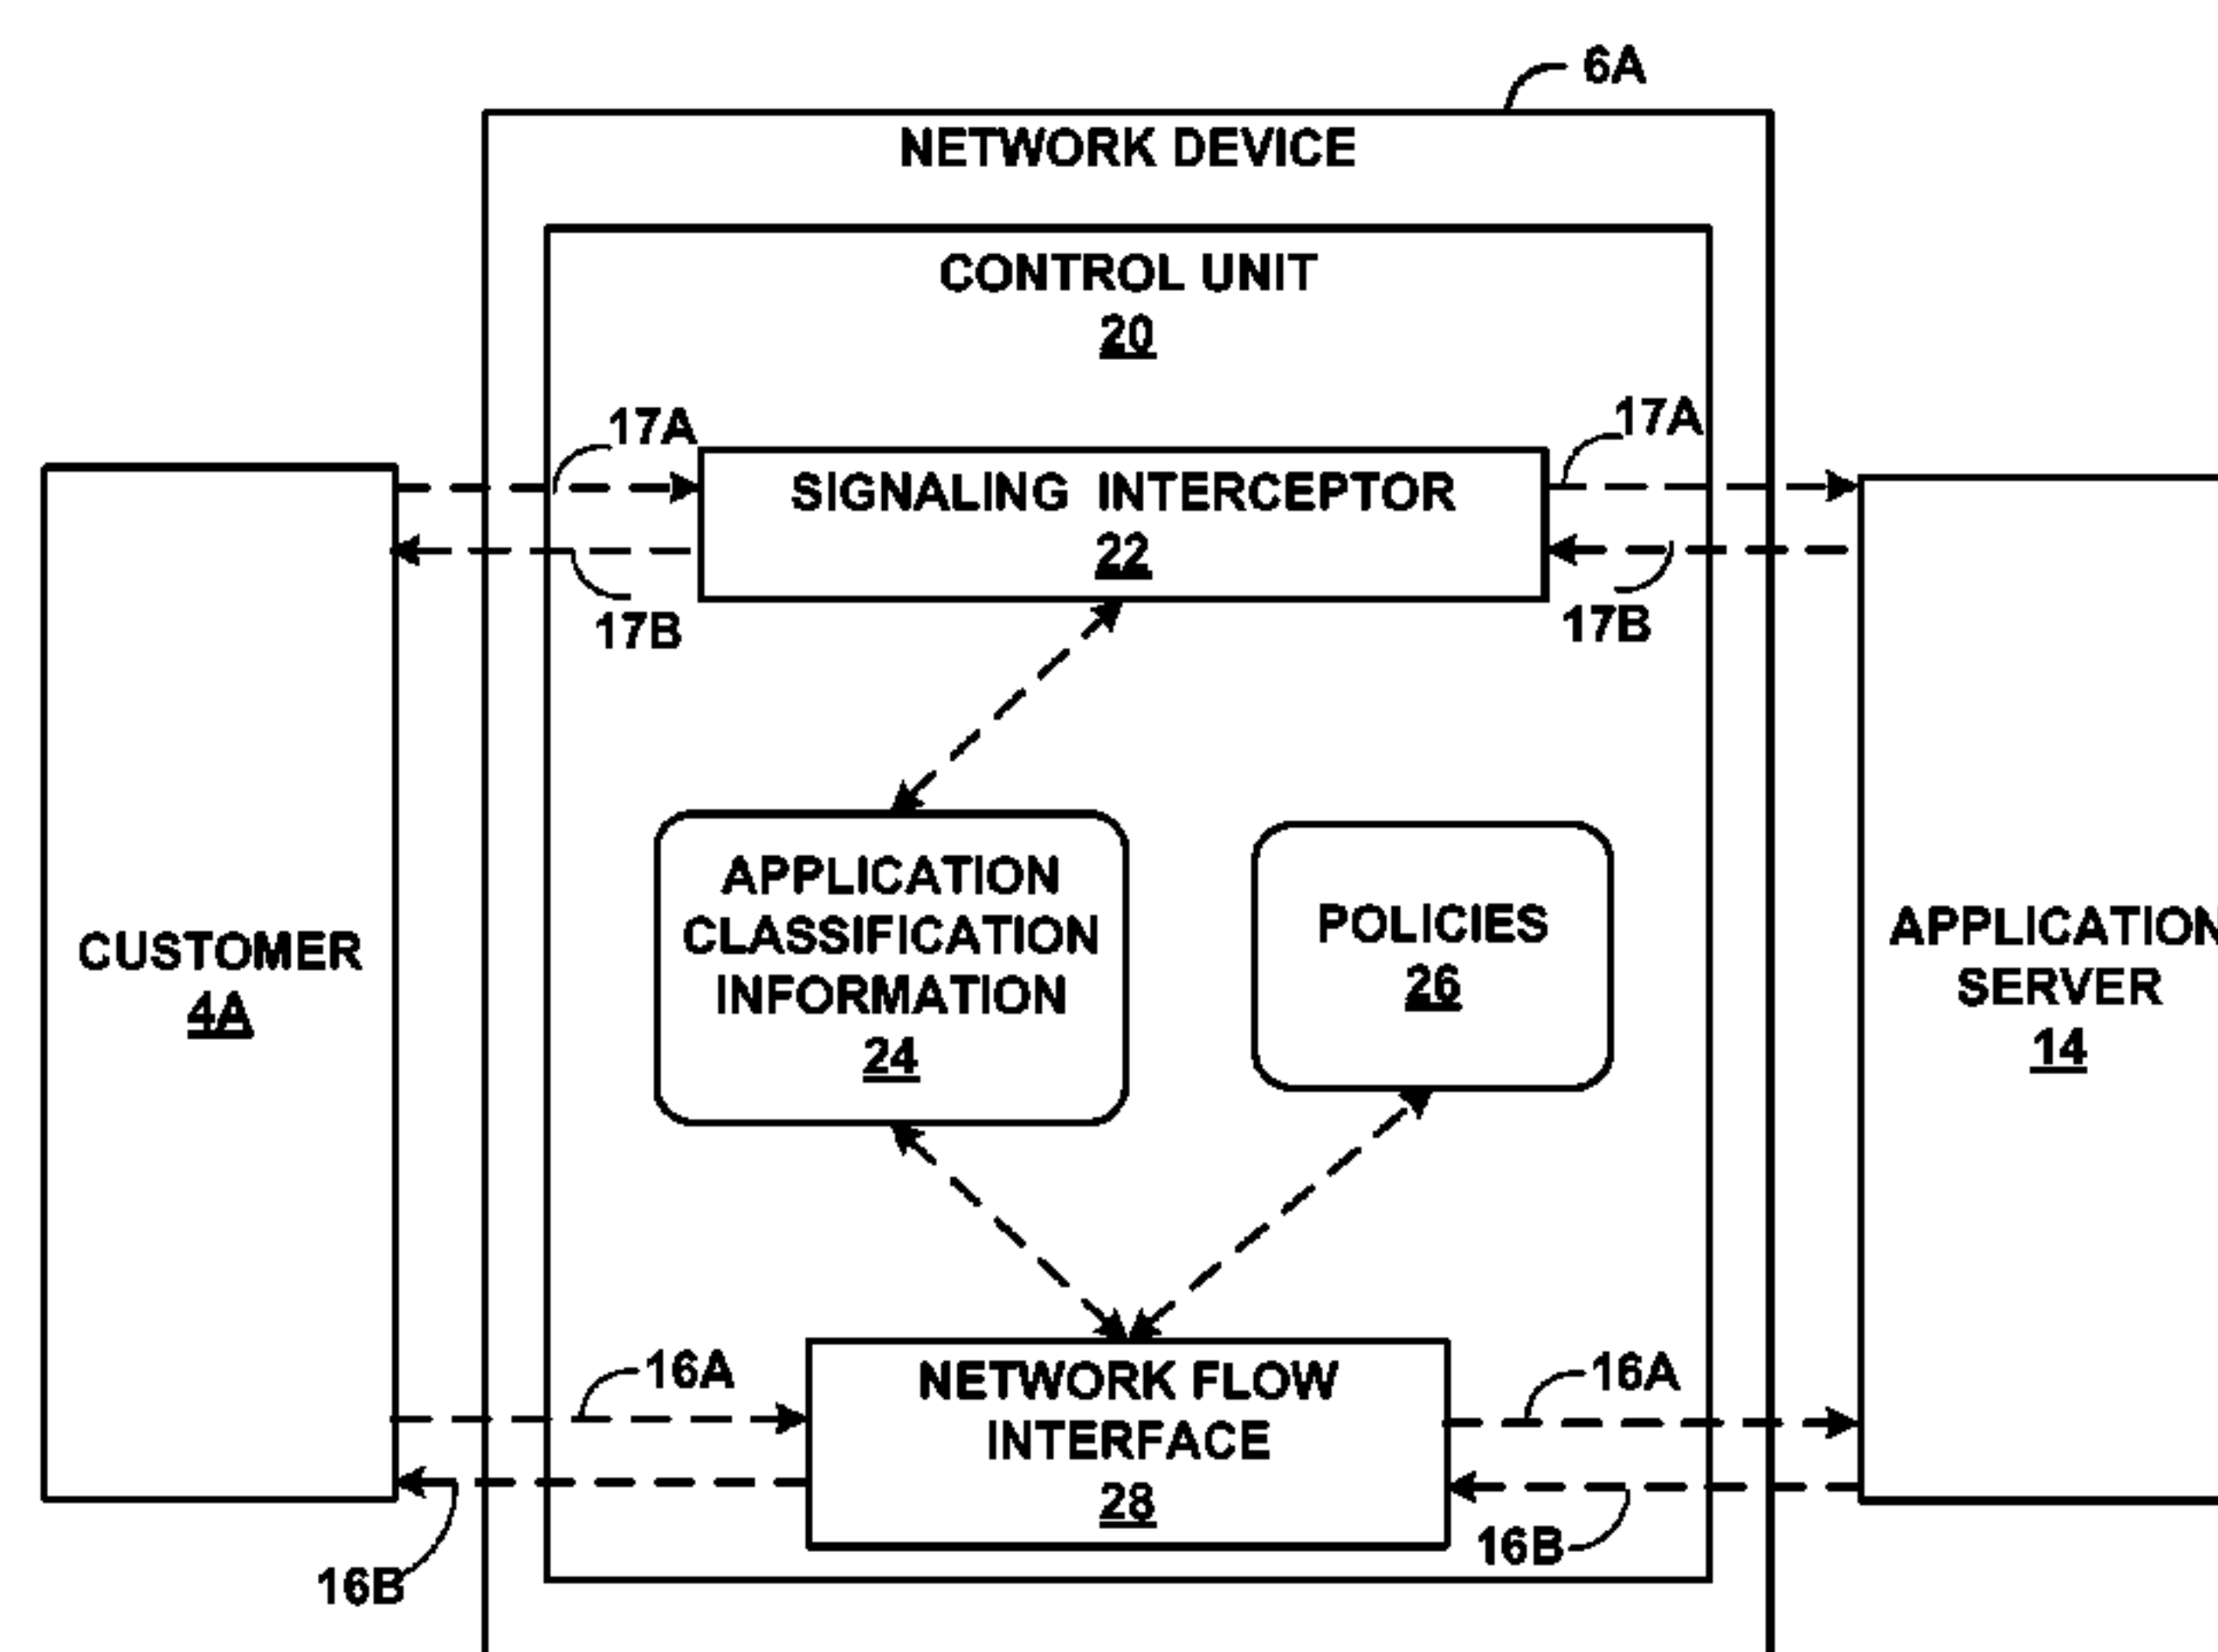 6A
NETWORK DEVICE
CONTROL UNIT
20
17A
17A
SIGNALING INTERCEPTOR
22
17B
17B
APPLICATION
CLASSIFICATION
INFORMATION
24
POLICIES
26
CUSTOMER
4A
APPLICATION
SERVER
14
16A
16A
NETWORK FLOW
INTERFACE
28
16B
16B